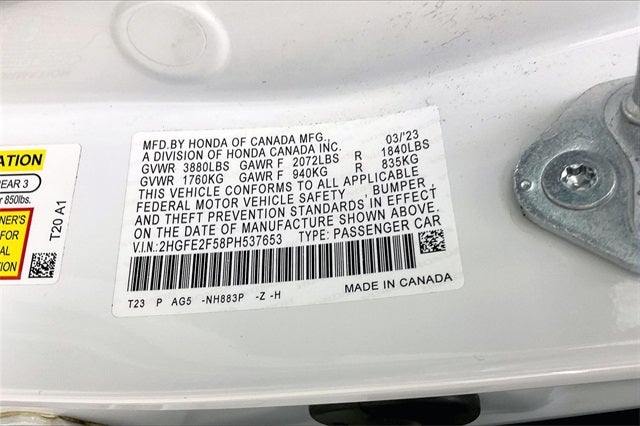 MFD.BY HONDA OF CANADA MFG., 03/'23
A DIVISION OF HONDA CANADA INC.
GVWR 3880LBS GAWR F 2072LBS R 1840LBS
GVWR 1760KG GAWR F 940KG R 835KG
THIS VEHICLE CONFORMS TO ALL APPLICABLE
FEDERAL MOTOR VEHICLE SAFETY , BUMPER ,
THEFT PREVENTION STANDARDS IN EFFECT
ON THE DATE OF MANUFACTURE SHOWN ABOVE.
V.I.N.: 2HGFE2F58PH537653 TYPE: PASSENGER CAR
T23 P AG5 -NH883P -Z -H MADE IN CANADA
ATION
REAR 3
850lbs.
NER'S
FOR
AL
TION
T20 A1